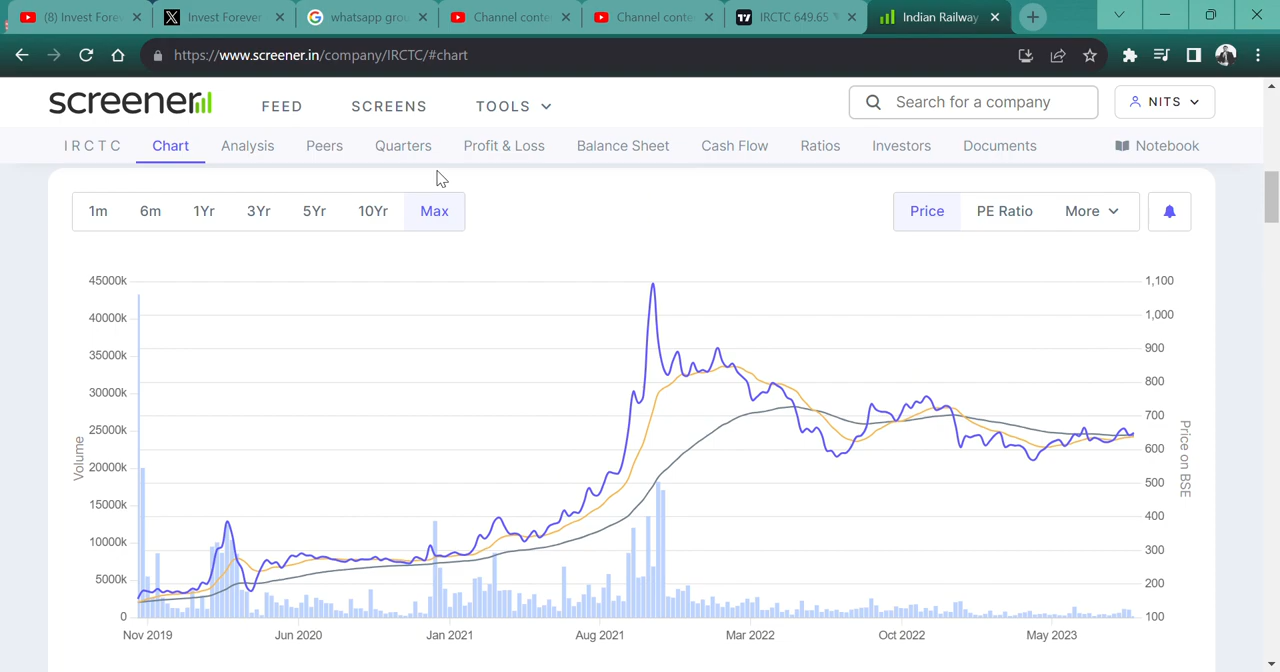 (8) Invest Fore
Invest Forever
whatsapp grou
Channel conte
Channel conte
IRCTC 649.65
Indian Railway
https://www.screener.in/company/IRCTC/#chart
screener
FEED
SCREENS
TOOLS
Search for a company
NITS
I R C T C
Chart
Analysis
Peers
Quarters
Profit & Loss
Balance Sheet
Cash Flow
Ratios
Investors
Documents
Notebook
1m
6m
1Yr
3Yr
5Yr
10Yr
Max
Price
PE Ratio
More
45000k
40000k
35000k
30000k
25000k
20000k
15000k
10000k
5000k
0
Volume
1,100
1,000
900
800
700
600
500
400
300
200
100
Price on BSE
Nov 2019
Jun 2020
Jan 2021
Aug 2021
Mar 2022
Oct 2022
May 2023